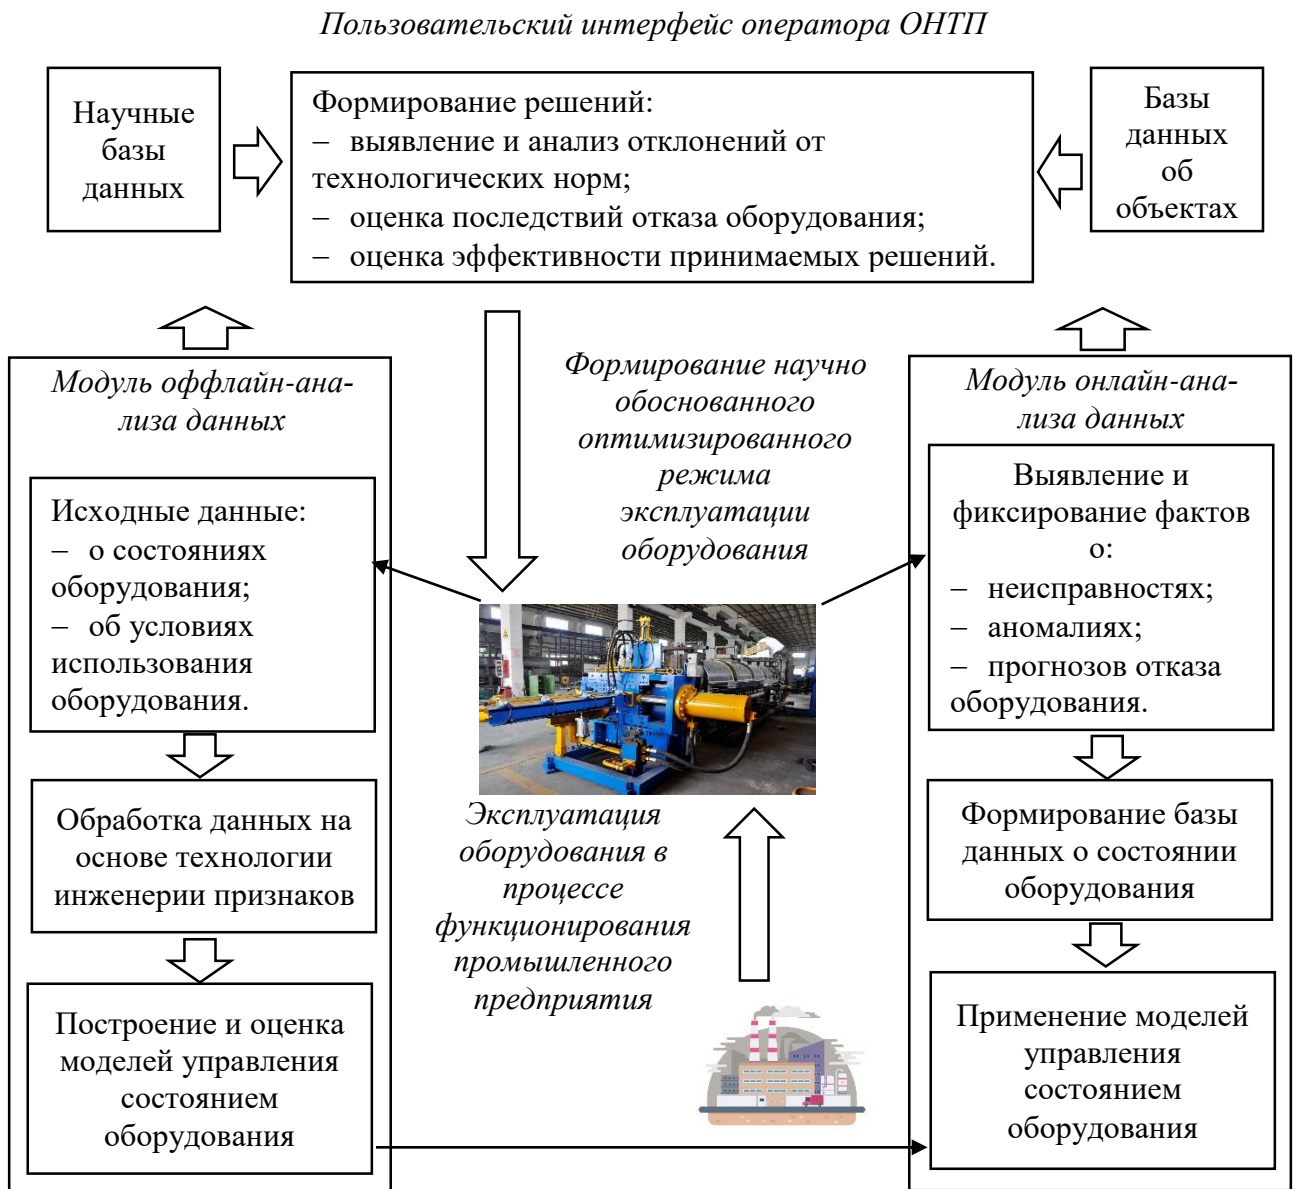 Пользовательский интерфейс оператора ОНТП
Научные
базы
данных
Формирование решений:
– выявление и анализ отклонений от
технологических норм;
– оценка последствий отказа оборудования;
– оценка эффективности принимаемых решений.
Базы
данных
об
объектах
Модуль оффлайн-ана-
лиза данных
Исходные данные:
– о состояниях
оборудования;
– об условиях
использования
оборудования.
Обработка данных на
основе технологии
инженерии признаков
Построение и оценка
моделей управления
состоянием
оборудования
Формирование научно
обоснованного
оптимизированного
режима
эксплуатации
оборудования
Эксплуатация
оборудования в
процессе
функционирования
промышленного
предприятия
Модуль онлайн-ана-
лиза данных
Выявление и
фиксирование фактов
о:
– неисправностях;
– аномалиях;
– прогнозов отказа
оборудования.
Формирование базы
данных о состоянии
оборудования
Применение моделей
управления
состоянием
оборудования